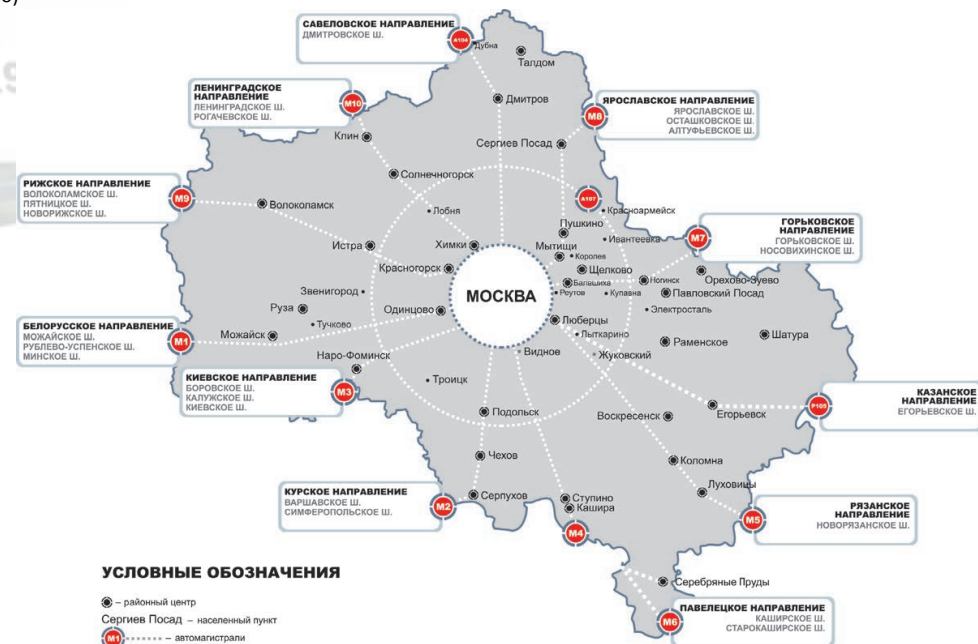 САВЕЛОВСКОЕ НАПРАВЛЕНИЕ
ДМИТРОВСКОЕ Ш.
А104
Дубна
Талдом
ЛЕНИНГРАДСКОЕ
НАПРАВЛЕНИЕ
ЛЕНИНГРАДСКОЕ Ш.
РОГАЧЕВСКОЕ Ш.
М10
Дмитров
ЯРОСЛАВСКОЕ НАПРАВЛЕНИЕ
ЯРОСЛАВСКОЕ Ш.
ОСТАШКОВСКОЕ Ш.
АЛТУФЬЕВСКОЕ Ш.
М8
Клин
Сергиев Посад
Солнечногорск
РИЖСКОЕ НАПРАВЛЕНИЕ
ВОЛОКОЛАМСКОЕ Ш.
ПЯТНИЦКОЕ Ш.
НОВОРИЖСКОЕ Ш.
М9
Волоколамск
Лобня
А107
Красноармейск
Пушкино
ГОРЬКОВСКОЕ
НАПРАВЛЕНИЕ
ГОРЬКОВСКОЕ Ш.
НОСОВИХИНСКОЕ Ш.
М7
Истра
Химки
Мытищи
Ивантеевка
Королев
Красногорск
Щелково
Балашиха
Ногинск
Орехово-Зуево
Звенигород
МОСКВА
Реутов
Купавна
Павловский Посад
Руза
Одинцово
Электросталь
Тучково
Люберцы
БЕЛОРУССКОЕ НАПРАВЛЕНИЕ
МОЖАЙСКОЕ Ш.
РУБЛЕВО-УСПЕНСКОЕ Ш.
МИНСКОЕ Ш.
М1
Можайск
Лыткарино
Раменское
Шатура
Наро-Фоминск
Видное
Жуковский
КИЕВСКОЕ НАПРАВЛЕНИЕ
БОРОВСКОЕ Ш.
КАЛУЖСКОЕ Ш.
КИЕВСКОЕ Ш.
М3
Троицк
КАЗАНСКОЕ
НАПРАВЛЕНИЕ
ЕГОРЬЕВСКОЕ Ш.
Р105
Подольск
Воскресенск
Егорьевск
Чехов
Коломна
КУРСКОЕ НАПРАВЛЕНИЕ
ВАРШАВСКОЕ Ш.
СИМФЕРОПОЛЬСКОЕ Ш.
М2
Серпухов
Ступино
Кашира
М4
Луховицы
РЯЗАНСКОЕ
НАПРАВЛЕНИЕ
НОВОРЯЗАНСКОЕ Ш.
М5
Серебряные Пруды
ПАВЕЛЕЦКОЕ НАПРАВЛЕНИЕ
КАШИРСКОЕ Ш.
СТАРОКАШИРСКОЕ Ш.
М6
УСЛОВНЫЕ ОБОЗНАЧЕНИЯ
– районный центр
Сергиев Посад – населенный пункт
М1 – автомагистрали